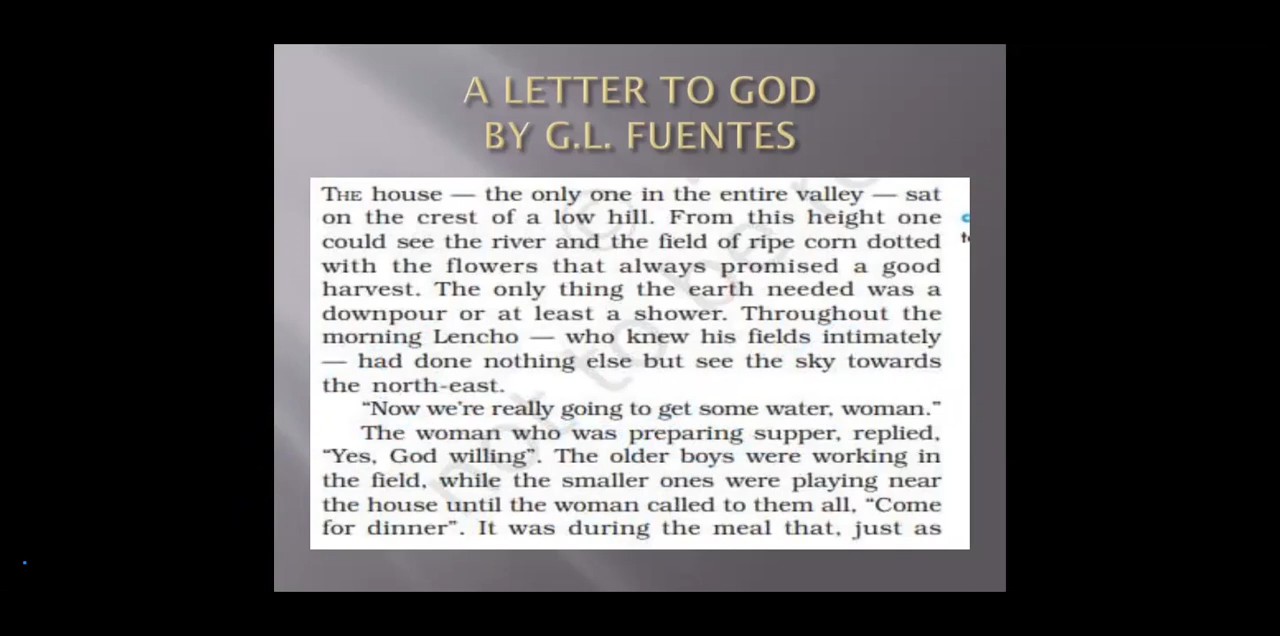 A LETTER TO GOD
BY G.L. FUENTES
THE house — the only one in the entire valley — sat
on the crest of a low hill. From this height one
could see the river and the field of ripe corn dotted
with the flowers that always promised a good
harvest. The only thing the earth needed was a
downpour or at least a shower. Throughout the
morning Lencho — who knew his fields intimately
— had done nothing else but see the sky towards
the north-east.
“Now we’re really going to get some water, woman.”
The woman who was preparing supper, replied,
“Yes, God willing”. The older boys were working in
the field, while the smaller ones were playing near
the house until the woman called to them all, “Come
for dinner”. It was during the meal that, just as